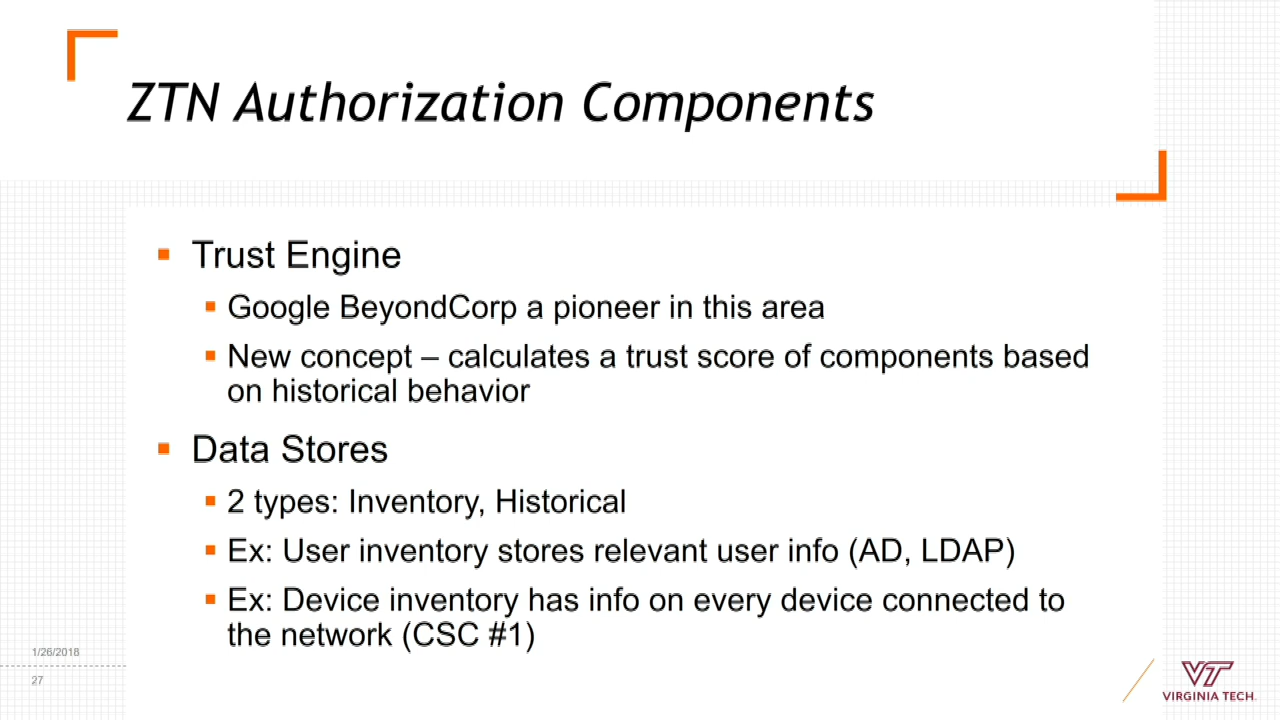 ZTN Authorization Components
Trust Engine
Google BeyondCorp a pioneer in this area
New concept – calculates a trust score of components based
on historical behavior
Data Stores
2 types: Inventory, Historical
Ex: User inventory stores relevant user info (AD, LDAP)
Ex: Device inventory has info on every device connected to
the network (CSC #1)
1/26/2018
27
VT
VIRGINIA TECH.